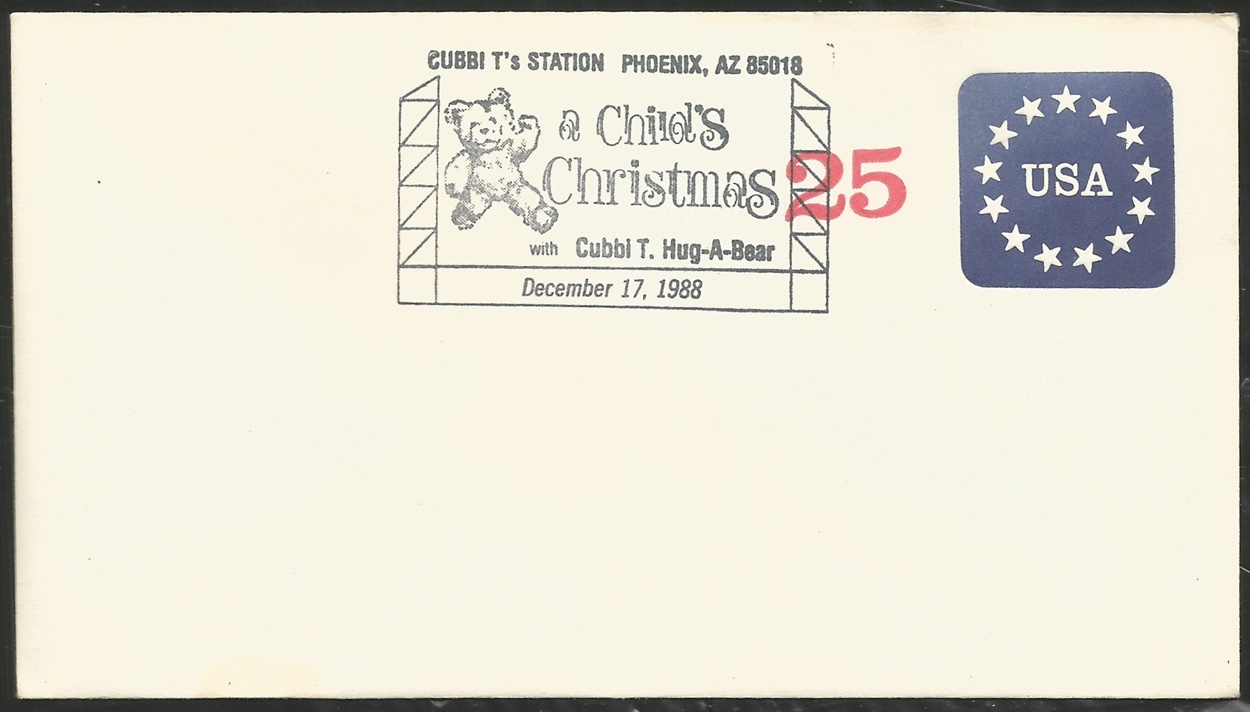 CUBBI T's STATION PHOENIX, AZ 85018
a Child's
Christmas
with Cubbi T. Hug-A-Bear
December 17, 1988
25
USA